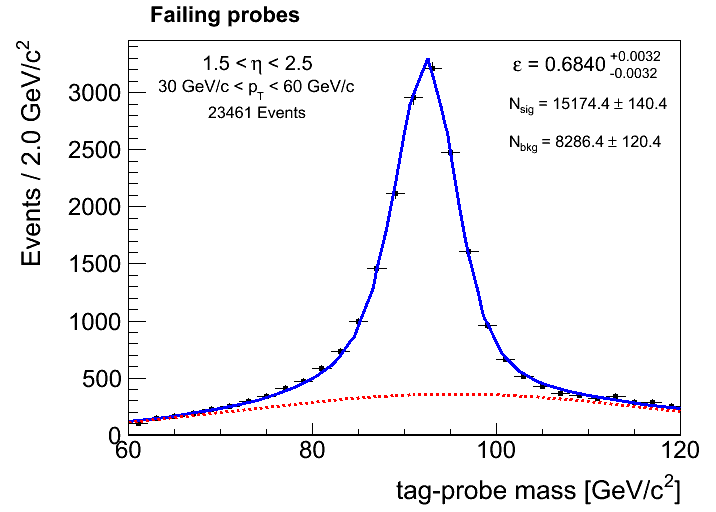 Failing probes
1.5 < η < 2.5
30 GeV/c < p_T < 60 GeV/c
23461 Events
ε = 0.6840 +0.0032 -0.0032
N_sig = 15174.4 ± 140.4
N_bkg = 8286.4 ± 120.4
Events / 2.0 GeV/c²
3000
2500
2000
1500
1000
500
0
60
80
100
120
tag-probe mass [GeV/c²]